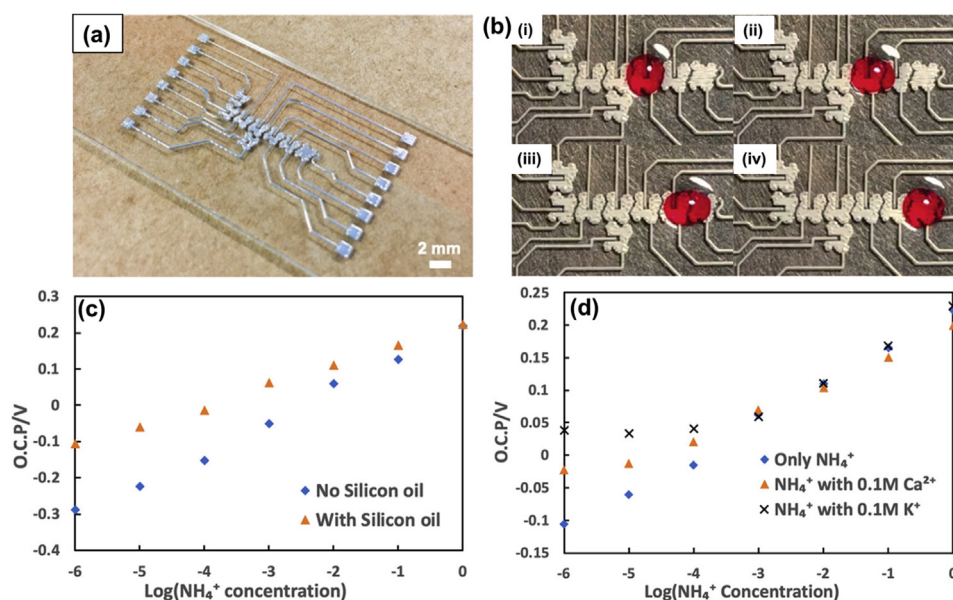 (a)
2 mm
(b)
(i)
(ii)
(iii)
(iv)
(c)
0.3
0.2
0.1
0
-0.1
-0.2
-0.3
-0.4
O.C.P/V
No Silicon oil
With Silicon oil
-6 -5 -4 -3 -2 -1 0
Log(NH₄⁺ concentration)
(d)
0.25
0.2
0.15
0.1
0.05
0
-0.05
-0.1
-0.15
O.C.P/V
Only NH₄⁺
NH₄⁺ with 0.1M Ca²⁺
NH₄⁺ with 0.1M K⁺
-6 -5 -4 -3 -2 -1 0
Log(NH₄⁺ Concentration)